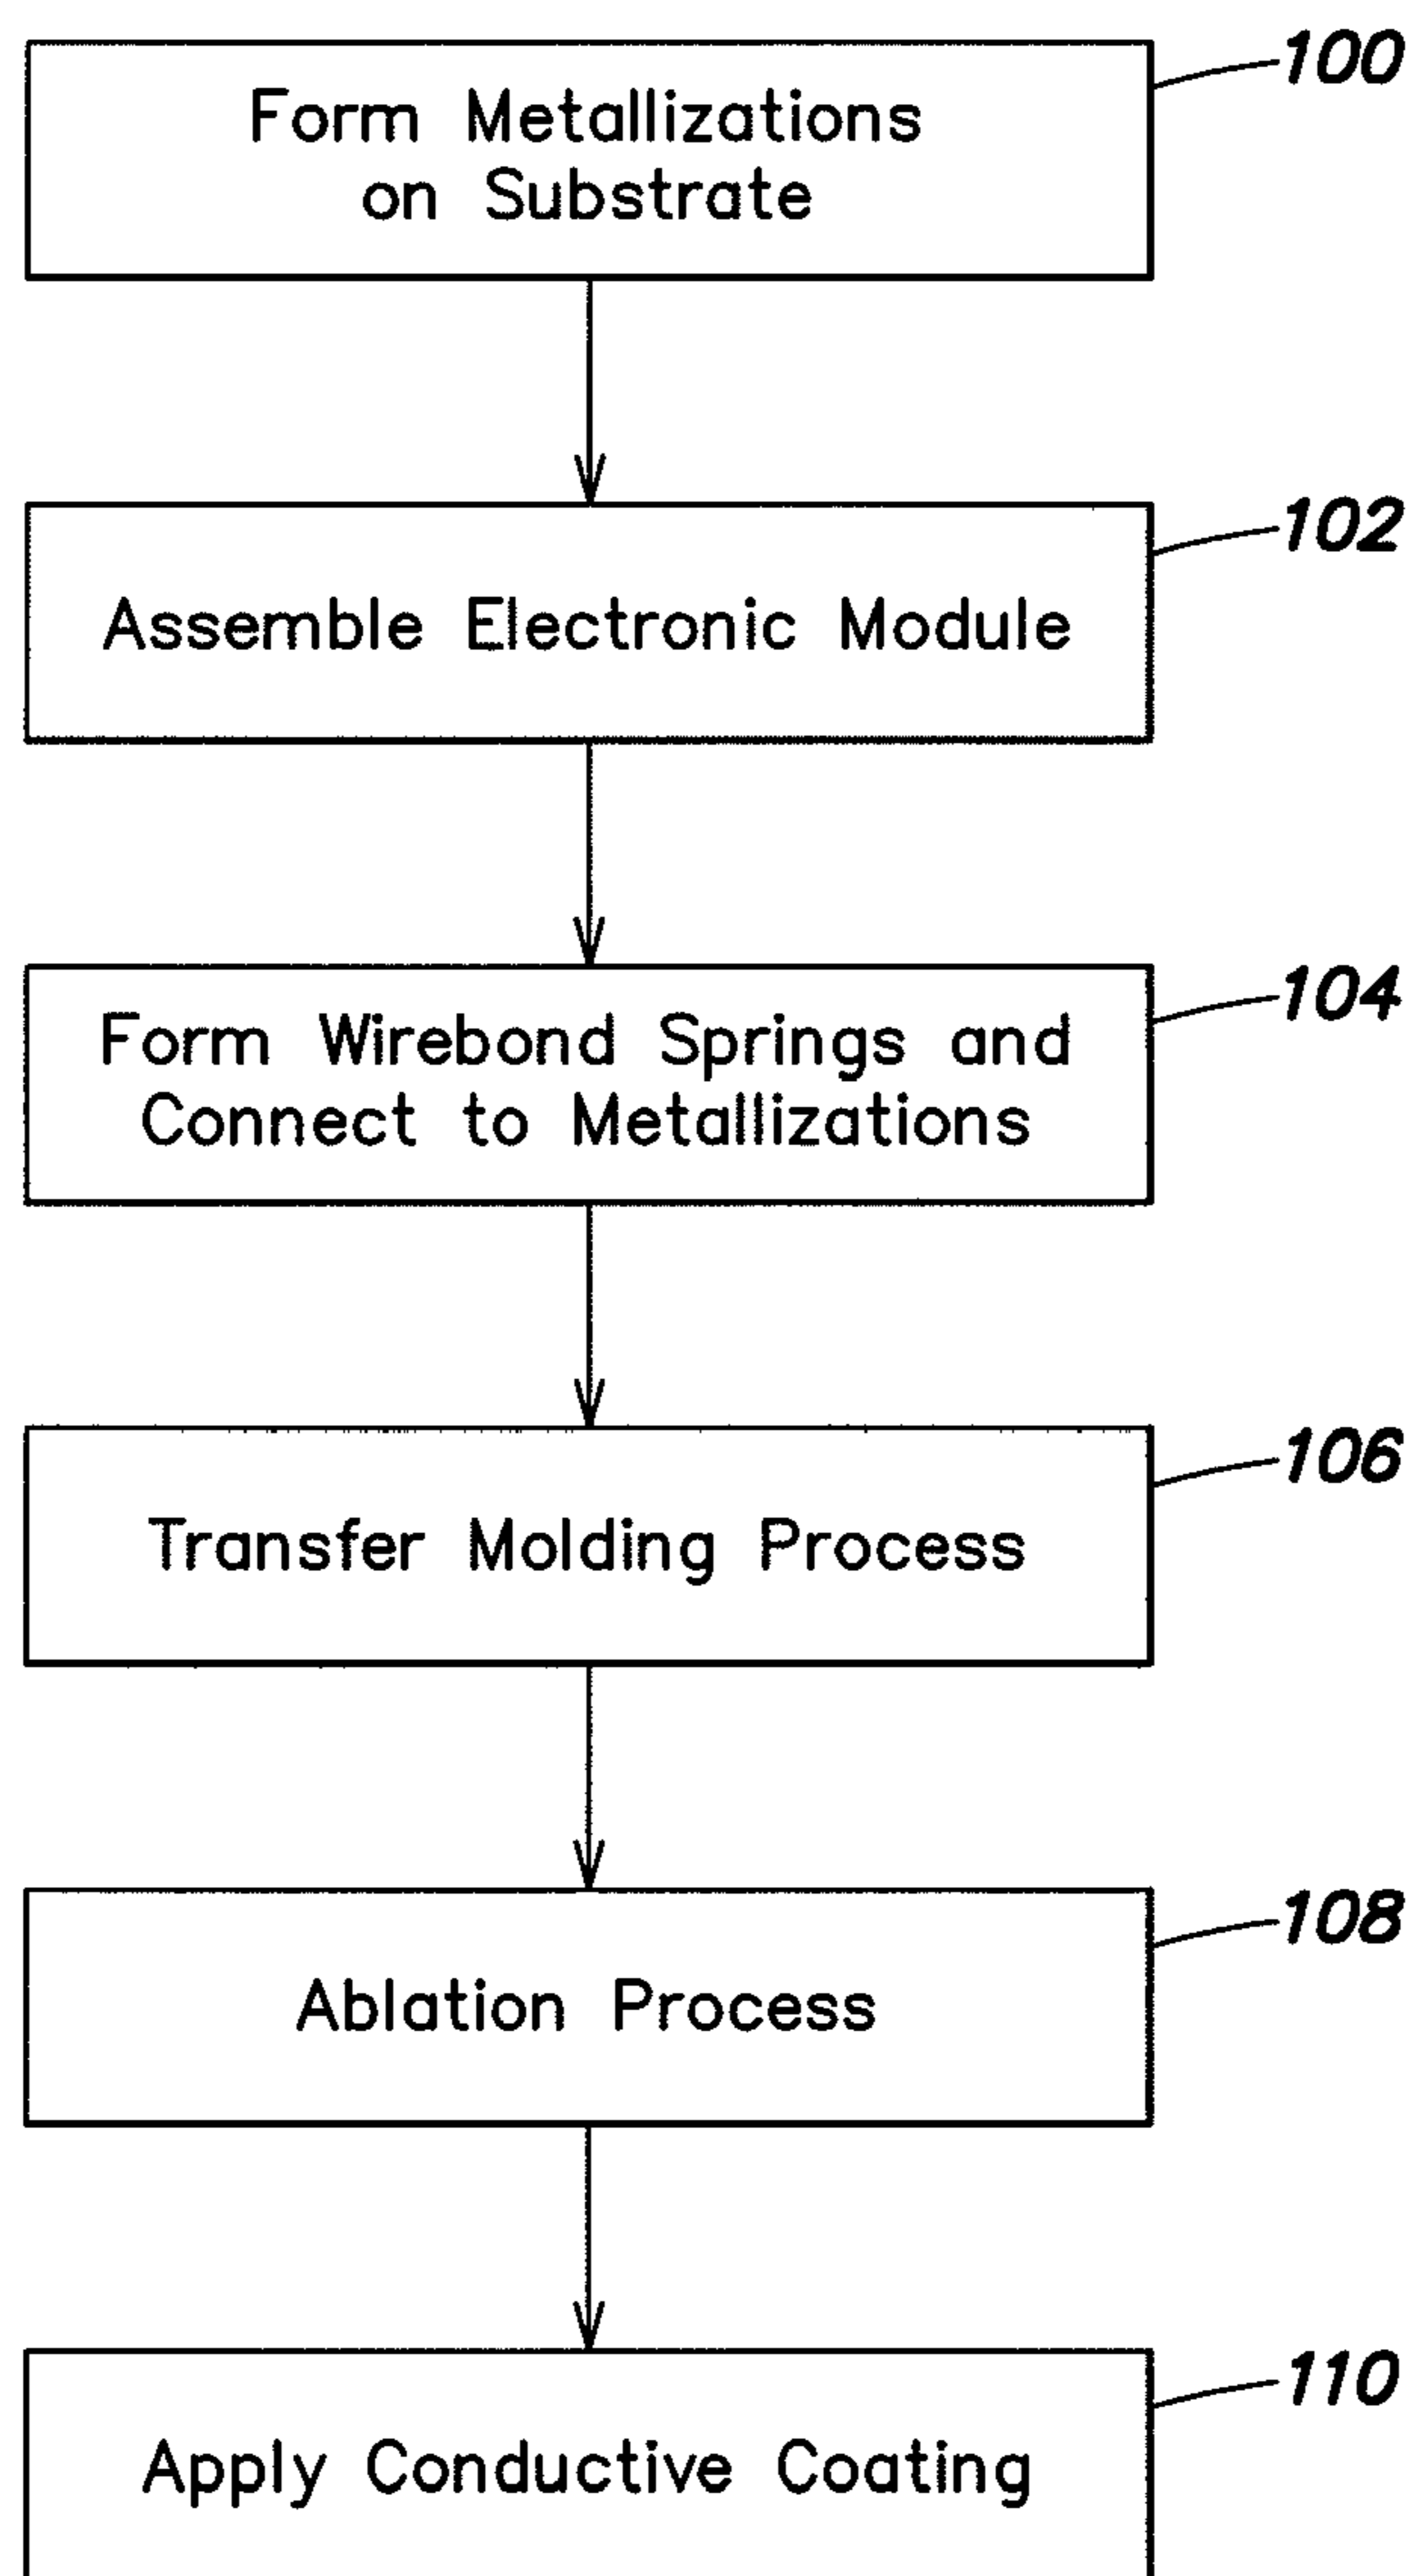 100
Form Metallizations
on Substrate
102
Assemble Electronic Module
104
Form Wirebond Springs and
Connect to Metallizations
106
Transfer Molding Process
108
Ablation Process
110
Apply Conductive Coating